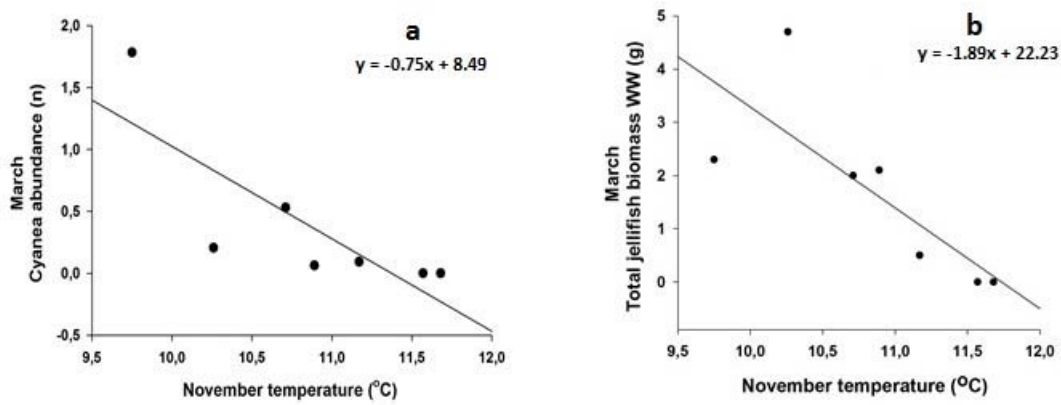 a
y = -0.75x + 8.49
March
Cyanea abundance (n)
2,0
1,5
1,0
0,5
0,0
-0,5
9,5 10,0 10,5 11,0 11,5 12,0
November temperature (°C)
b
y = -1.89x + 22.23
March
Total jellifish biomass WW (g)
5
4
3
2
1
0
9,5 10,0 10,5 11,0 11,5 12,0
November temperature (°C)